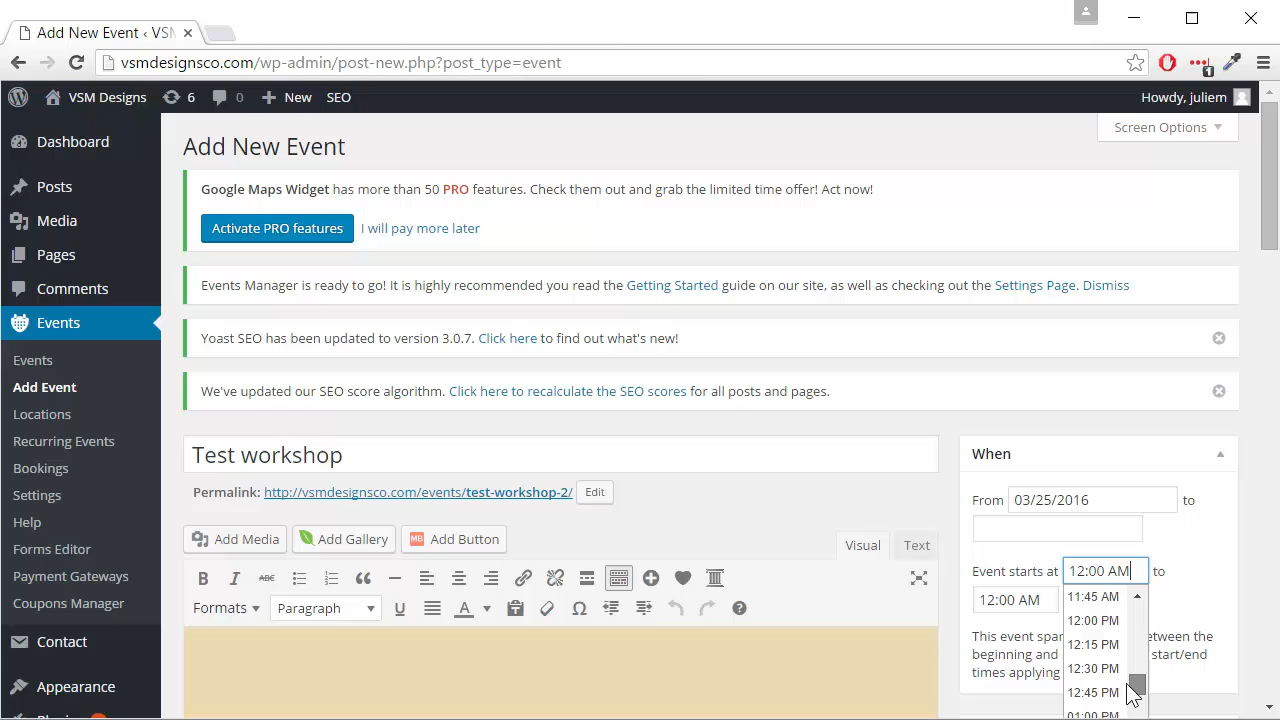 Add New Event ‹ VSM
vsmdesignsco.com/wp-admin/post-new.php?post_type=event
1
VSM Designs 6 0 New SEO Howdy, juliem
Screen Options
Dashboard
Posts
Media
Pages
Comments
Events
Events
Add Event
Locations
Recurring Events
Bookings
Settings
Help
Forms Editor
Payment Gateways
Coupons Manager
Contact
Appearance
Add New Event
Google Maps Widget has more than 50 PRO features. Check them out and grab the limited time offer! Act now!
Activate PRO features I will pay more later
Events Manager is ready to go! It is highly recommended you read the Getting Started guide on our site, as well as checking out the Settings Page. Dismiss
Yoast SEO has been updated to version 3.0.7. Click here to find out what's new!
We've updated our SEO score algorithm. Click here to recalculate the SEO scores for all posts and pages.
Test workshop
Permalink: http://vsmdesignsco.com/events/test-workshop-2/ Edit
Add Media Add Gallery MB Add Button
Visual Text
B I ABC
Formats Paragraph U A Ω
When
From 03/25/2016 to
Event starts at 12:00 AM to
12:00 AM
11:45 AM
12:00 PM
12:15 PM
12:30 PM
12:45 PM
01:00 PM
This event etween the
beginning and start/end
times applying